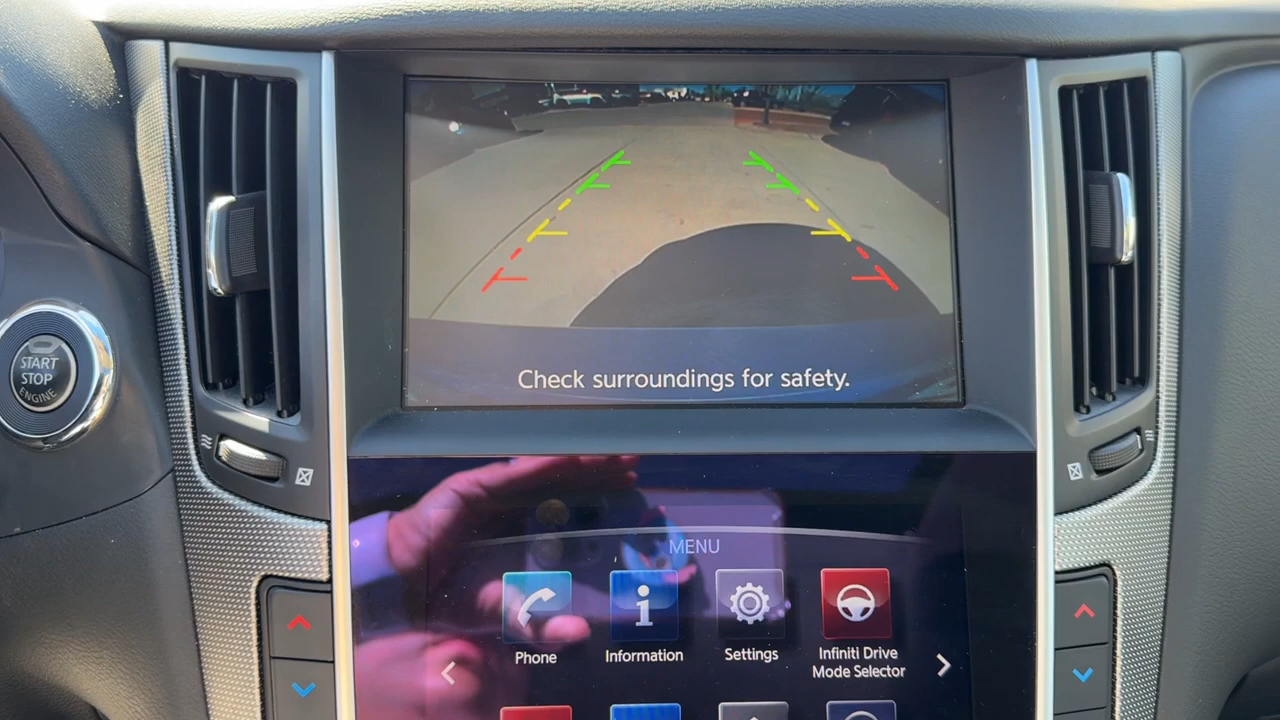 START
STOP
ENGINE
Check surroundings for safety.
MENU
Phone
Information
Settings
Infiniti Drive
Mode Selector